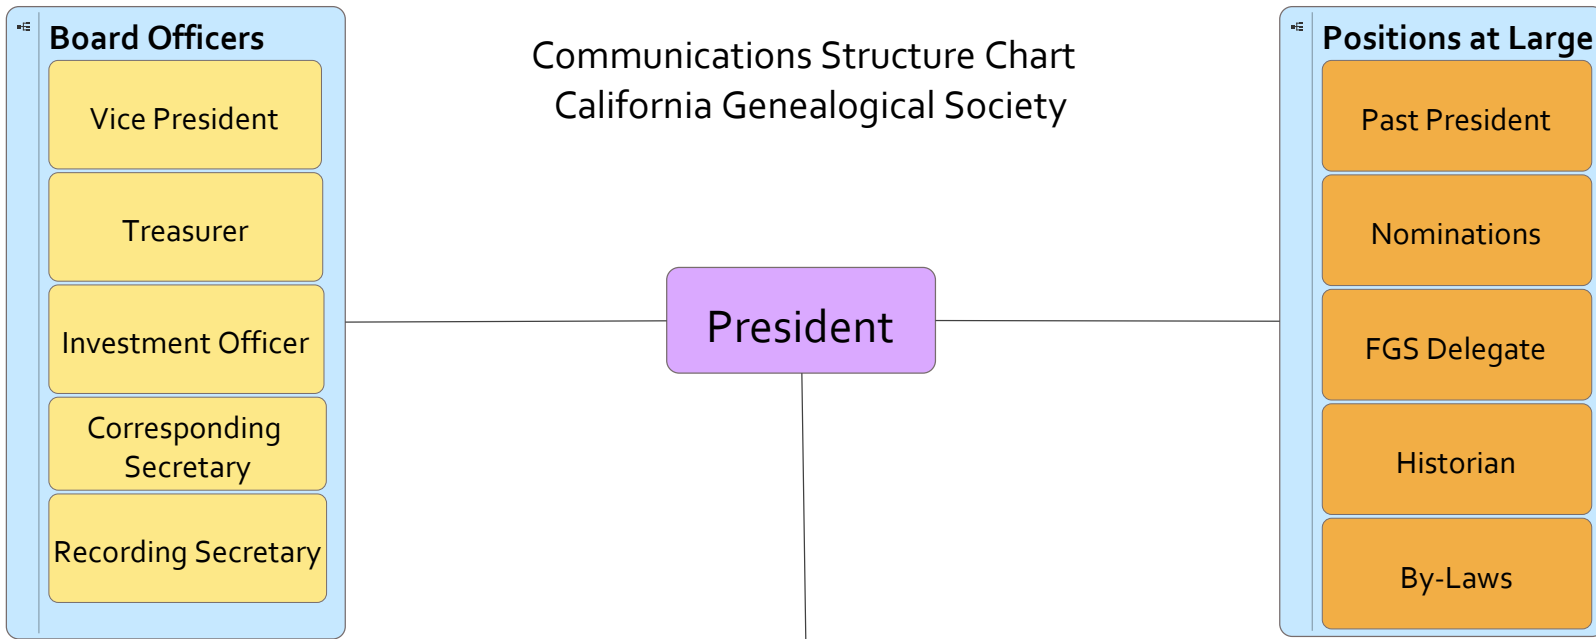 Communications Structure Chart
California Genealogical Society
Board Officers
Vice President
Treasurer
Investment Officer
Corresponding
Secretary
Recording Secretary
President
Positions at Large
Past President
Nominations
FGS Delegate
Historian
By-Laws